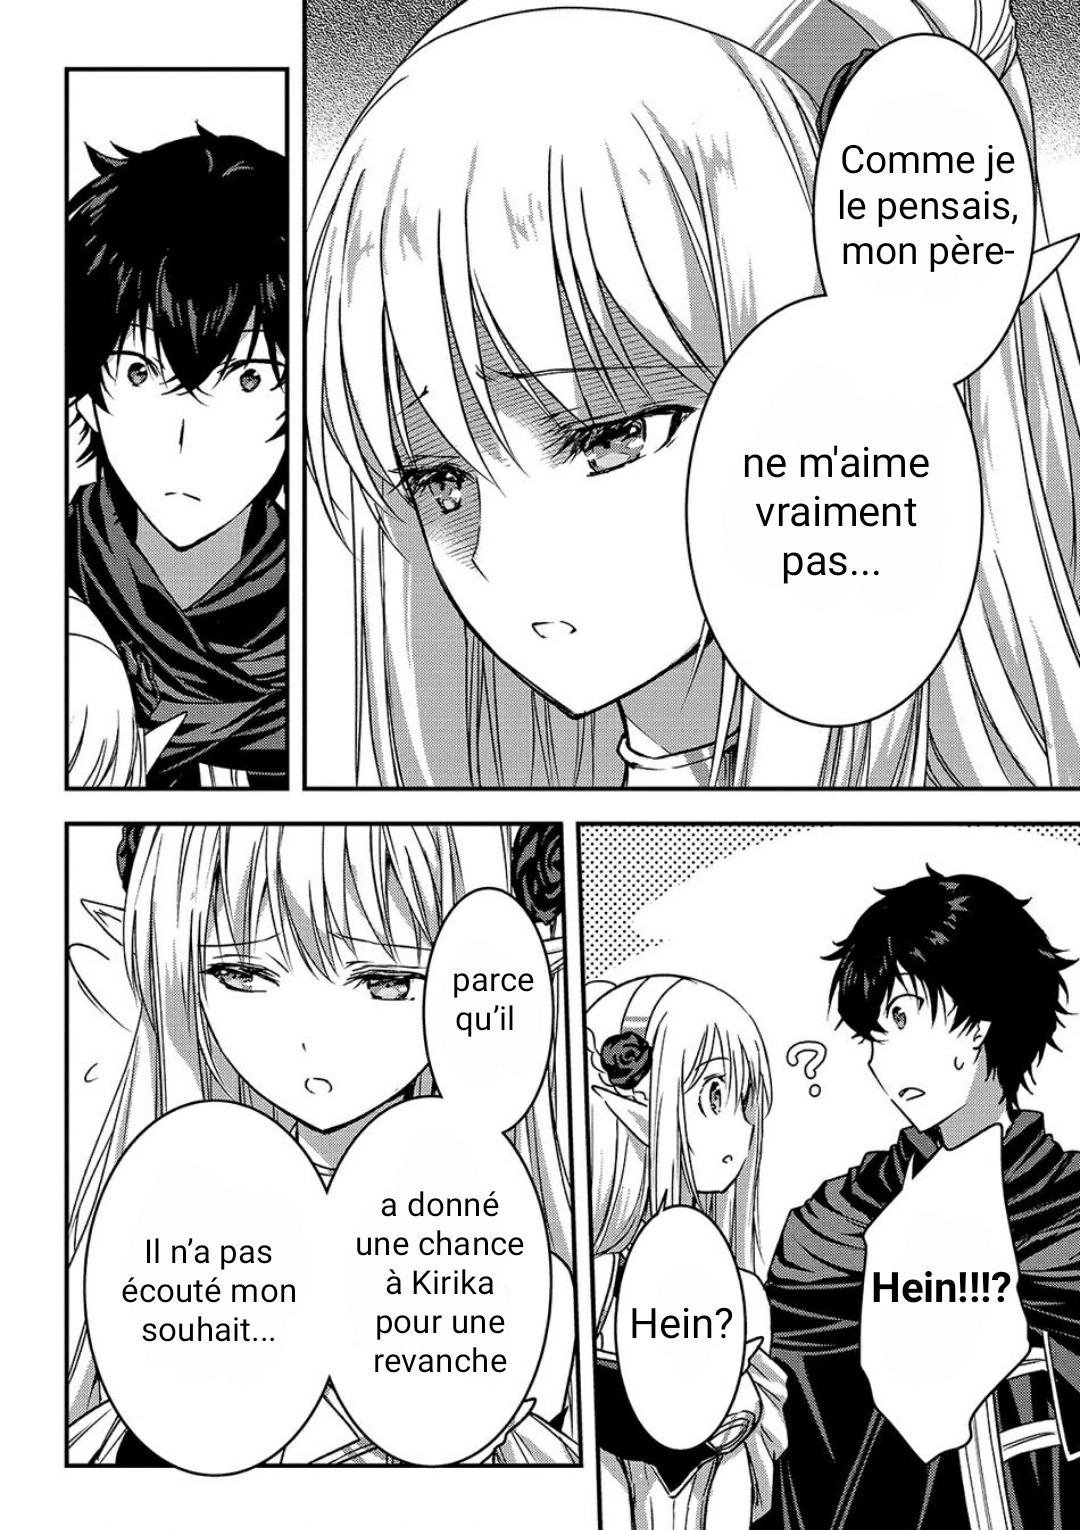 Comme je
le pensais,
mon père-
ne m'aime
vraiment
pas...
Hein!!!?
Hein?
parce
qu’il
a donné
une chance
à Kirika
pour une
revanche
Il n’a pas
écouté mon
souhait...
?